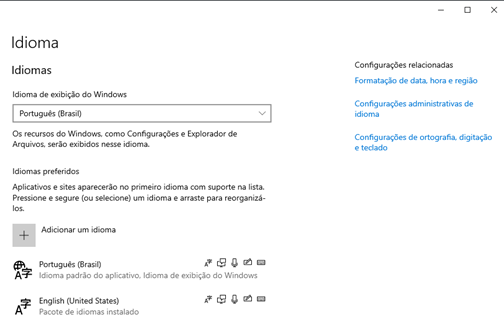 Idioma
Idiomas
Idioma de exibição do Windows
Português (Brasil)
Os recursos do Windows, como Configurações e Explorador de
Arquivos, serão exibidos nesse idioma.
Idiomas preferidos
Aplicativos e sites aparecerão no primeiro idioma com suporte na lista.
Pressione e segure (ou selecione) um idioma e arraste para reorganizá-
los.
Adicionar um idioma
Português (Brasil)
Idioma padrão do aplicativo, Idioma de exibição do Windows
English (United States)
Pacote de idiomas instalado
Configurações relacionadas
Formatação de data, hora e região
Configurações administrativas de
idioma
Configurações de ortografia, digitação
e teclado